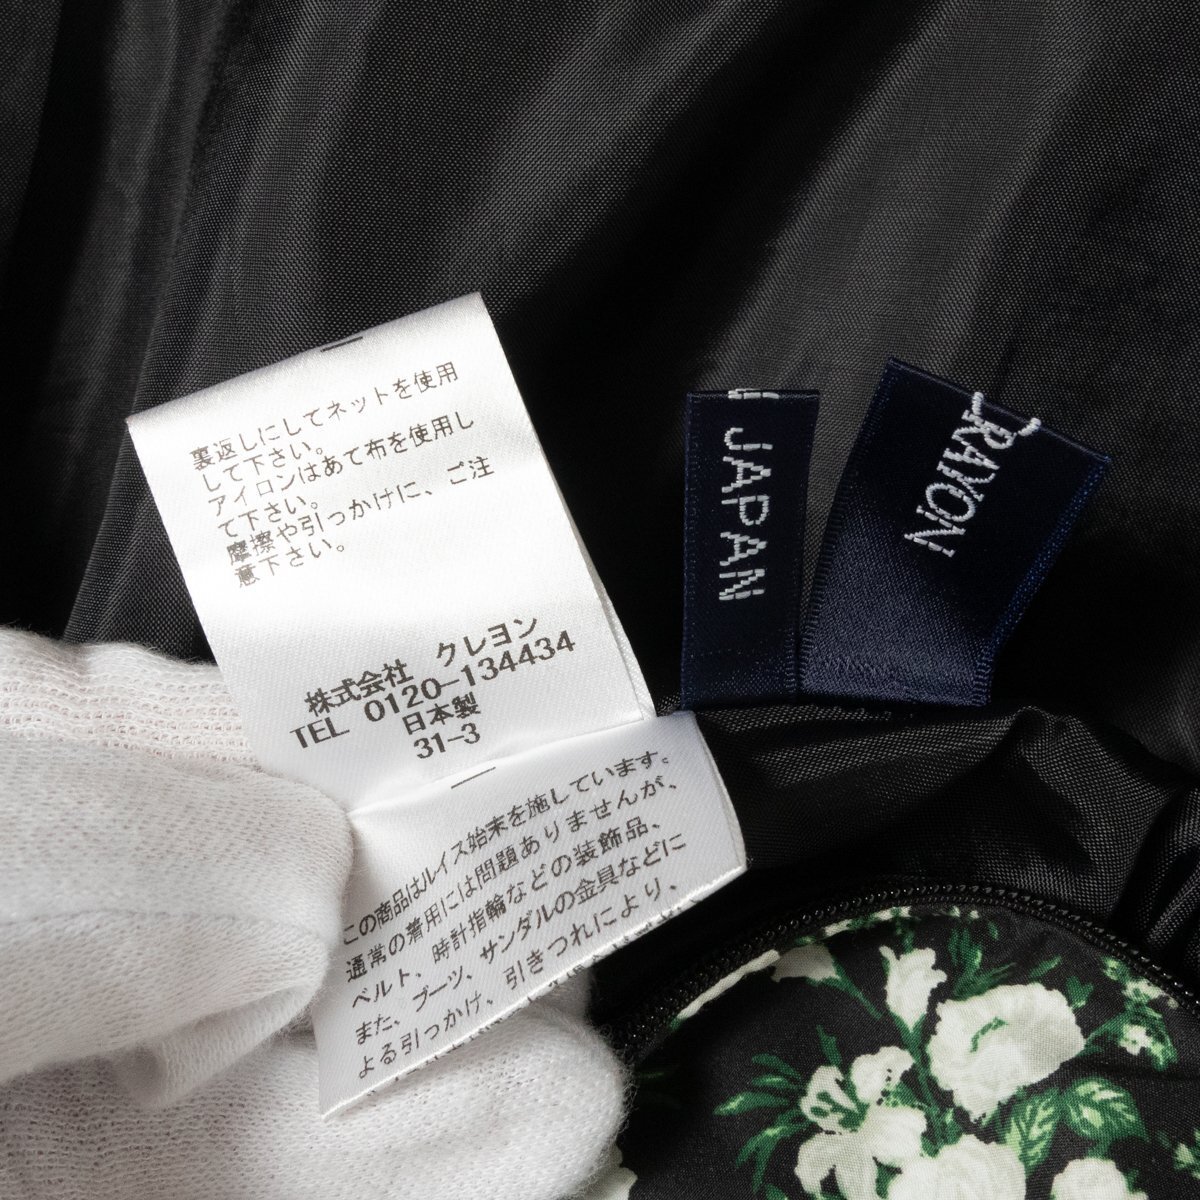 裏返しにしてネットを使用
して下さい。
アイロンはあて布を使用し
て下さい。
摩擦や引っかけに、ご注
意下さい。
株式会社 クレヨン
TEL 0120-134434
日本製
31-3
この商品はルイス始末を施しています。
通常の着用には問題ありませんが、
ベルト、時計指輪などの装飾品、
また、ブーツ、サンダルの金具などに
よる引っかけ、引きつれにより、
N JAPAN
CRAYON